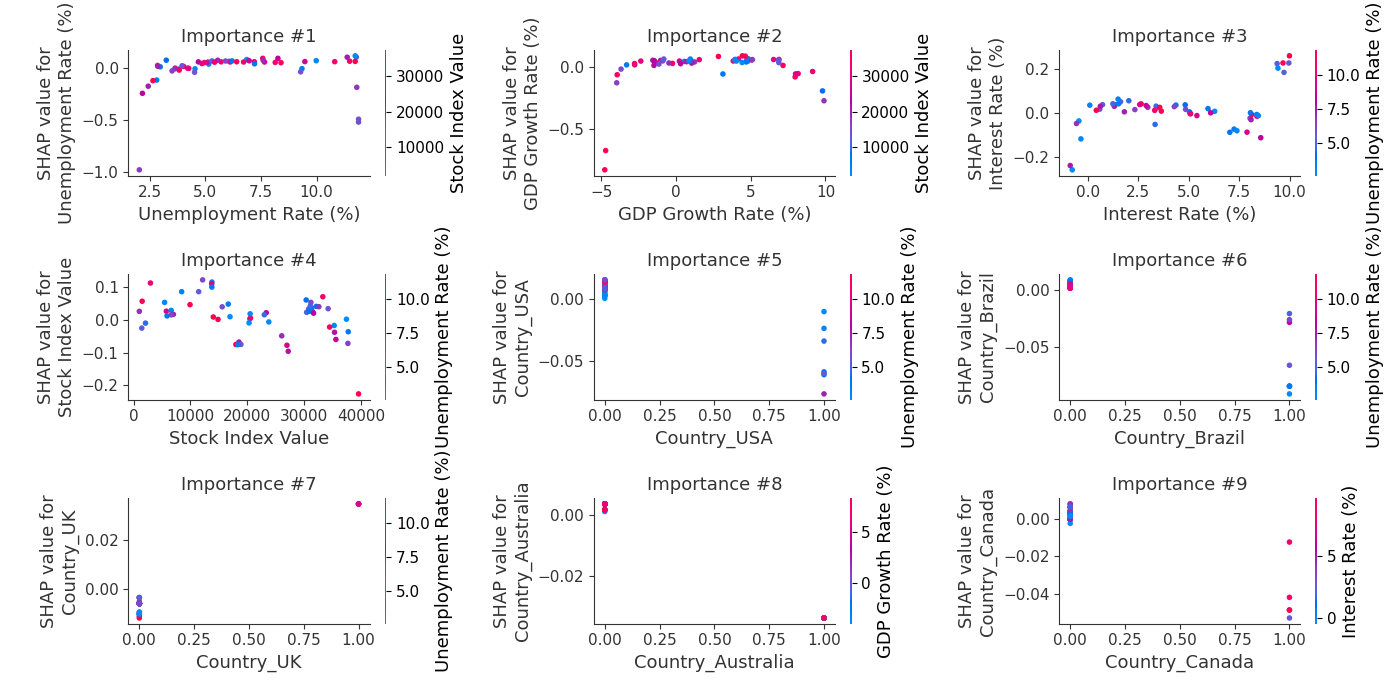 Importance #1
SHAP value for
Unemployment Rate (%)
0.0
−0.5
−1.0
2.5 5.0 7.5 10.0
Unemployment Rate (%)
30000
20000
10000
Stock Index Value
Importance #2
SHAP value for
GDP Growth Rate (%)
0.0
−0.5
−5 0 5 10
GDP Growth Rate (%)
30000
20000
10000
Stock Index Value
Importance #3
SHAP value for
Interest Rate (%)
0.2
0.0
−0.2
0.0 2.5 5.0 7.5 10.0
Interest Rate (%)
10.0
7.5
5.0
Unemployment Rate (%)
Importance #4
SHAP value for
Stock Index Value
0.1
0.0
−0.1
−0.2
0 10000 20000 30000 40000
Stock Index Value
10.0
7.5
5.0
Unemployment Rate (%)
Importance #5
SHAP value for
Country_USA
0.00
−0.05
0.00 0.25 0.50 0.75 1.00
Country_USA
10.0
7.5
5.0
Unemployment Rate (%)
Importance #6
SHAP value for
Country_Brazil
0.00
−0.05
0.00 0.25 0.50 0.75 1.00
Country_Brazil
10.0
7.5
5.0
Unemployment Rate (%)
Importance #7
SHAP value for
Country_UK
0.02
0.00
0.00 0.25 0.50 0.75 1.00
Country_UK
10.0
7.5
5.0
Unemployment Rate (%)
Importance #8
SHAP value for
Country_Australia
0.00
−0.02
0.00 0.25 0.50 0.75 1.00
Country_Australia
5
0
GDP Growth Rate (%)
Importance #9
SHAP value for
Country_Canada
0.00
−0.02
−0.04
0.00 0.25 0.50 0.75 1.00
Country_Canada
5
0
Interest Rate (%)